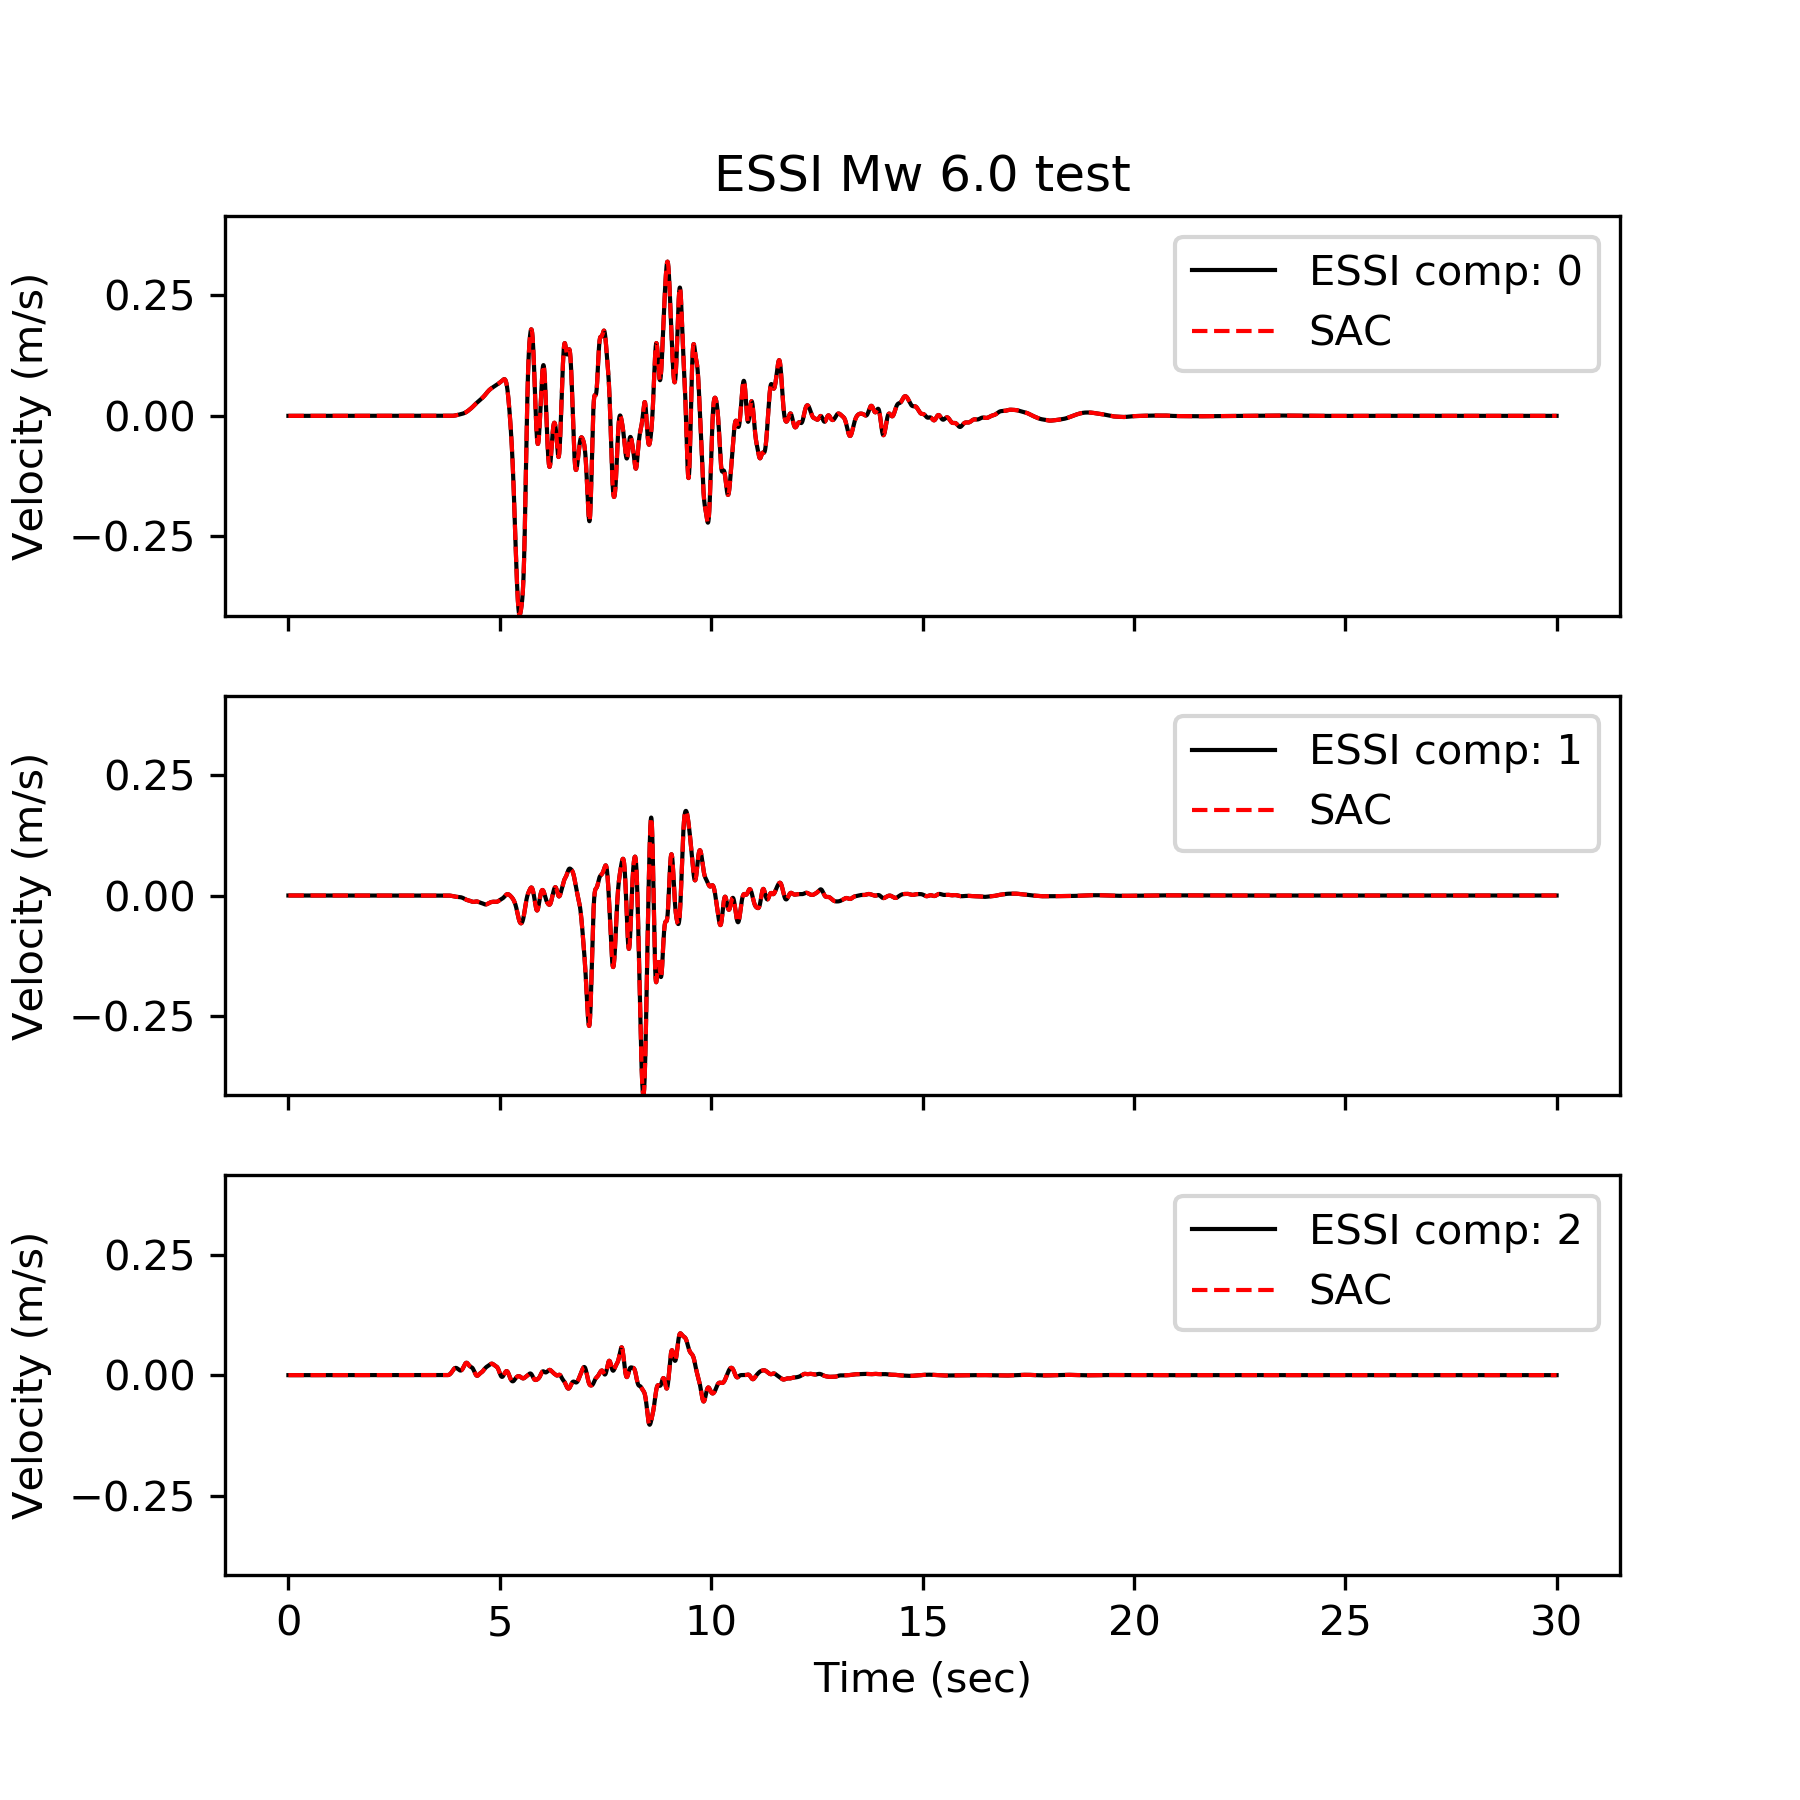 ESSI Mw 6.0 test
Velocity (m/s)
0.25
0.00
−0.25
ESSI comp: 0
SAC
Velocity (m/s)
0.25
0.00
−0.25
ESSI comp: 1
SAC
Velocity (m/s)
0.25
0.00
−0.25
ESSI comp: 2
SAC
0 5 10 15 20 25 30
Time (sec)